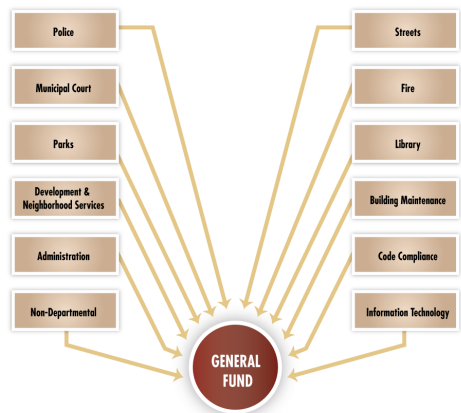 Police
Streets
Municipal Court
Fire
Parks
Library
Development &
Neighborhood Services
Building Maintenance
Administration
Code Compliance
Non-Departmental
Information Technology
GENERAL
FUND